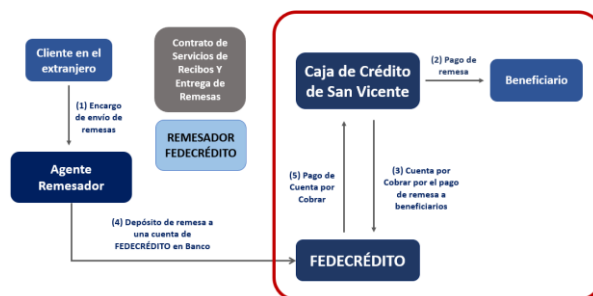 Cliente en el
extranjero
(1) Encargo
de envío de
remesas
Agente
Remesador
Contrato de
Servicios de
Recibos Y
Entrega de
Remesas
REMESADOR
FEDECRÉDITO
(4) Depósito de remesa a
una cuenta de
FEDECRÉDITO en Banco
Caja de Crédito
de San Vicente
(2) Pago de
remesa
Beneficiario
(5) Pago de
Cuenta por
Cobrar
(3) Cuenta por
Cobrar por el pago
de remesa a
beneficiarios
FEDECRÉDITO